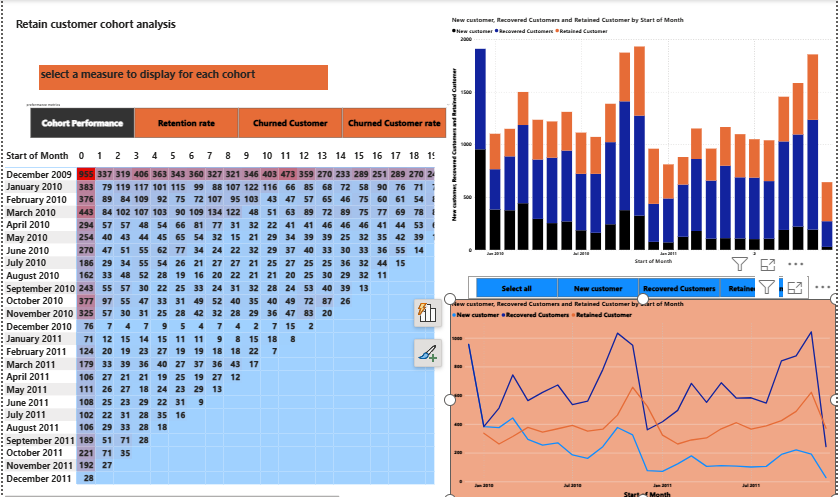 Retain customer cohort analysis
select a measure to display for each cohort
performance metrics
Cohort Performance Retention rate Churned Customer Churned Customer rate
Start of Month 0 1 2 3 4 5 6 7 8 9 10 11 12 13 14 15 16 17 18 19
December 2009 955 337 319 406 363 343 360 327 321 346 403 473 359 270 233 289 251 289 270
January 2010 383 79 119 117 101 115 99 88 107 122 116 66 85 68 72 58 90 76 71
February 2010 376 89 84 109 92 75 72 107 95 103 43 47 57 65 46 75 60 61 54
March 2010 443 84 102 107 103 90 109 134 122 48 51 63 89 72 89 75 77 69 78
April 2010 294 57 57 48 54 66 81 77 31 32 22 41 41 46 46 46 41 44 53
May 2010 254 40 43 44 45 65 54 32 15 21 29 34 39 39 25 32 35 42 39
June 2010 270 47 51 55 62 77 34 24 22 32 29 37 40 33 30 33 36 55 14
July 2010 186 29 34 55 54 26 21 27 27 21 25 27 25 25 36 32 44 15
August 2010 162 33 48 52 28 19 16 20 22 21 21 20 25 30 29 32 11
September 2010 243 55 57 30 22 25 33 24 31 32 28 24 53 40 39 13
October 2010 377 97 55 47 33 31 49 52 40 35 40 49 72 87 26
November 2010 325 57 30 31 25 28 42 32 28 29 36 47 83 20
December 2010 76 7 4 7 9 5 4 7 4 2 7 15 2
January 2011 71 12 15 14 15 11 11 9 8 15 18 8
February 2011 124 20 19 23 27 19 19 18 18 22 7
March 2011 179 33 39 36 40 27 37 36 43 17
April 2011 106 27 21 21 19 25 19 27 12
May 2011 111 26 27 18 24 23 29 13
June 2011 108 25 23 29 22 31 9
July 2011 102 22 31 28 35 16
August 2011 106 29 33 28 18
September 2011 189 51 71 28
October 2011 221 71 35
November 2011 192 27
December 2011 28
New customer, Recovered Customers and Retained Customer by Start of Month
New customer Recovered Customers Retained Customer
New customer, Recovered Customers and Retained Customer
2000
1500
1000
500
0
Jan 2010 Jul 2010 Jan 2011
Start of Month
Select all New customer Recovered Customers
New customer, Recovered Customers and Retained Customer by Start of Month
New customer Recovered Customers Retained Customer
1000
800
600
400
200
0
Jan 2010 Jul 2010 Jan 2011 Jul 2011
Start of Month